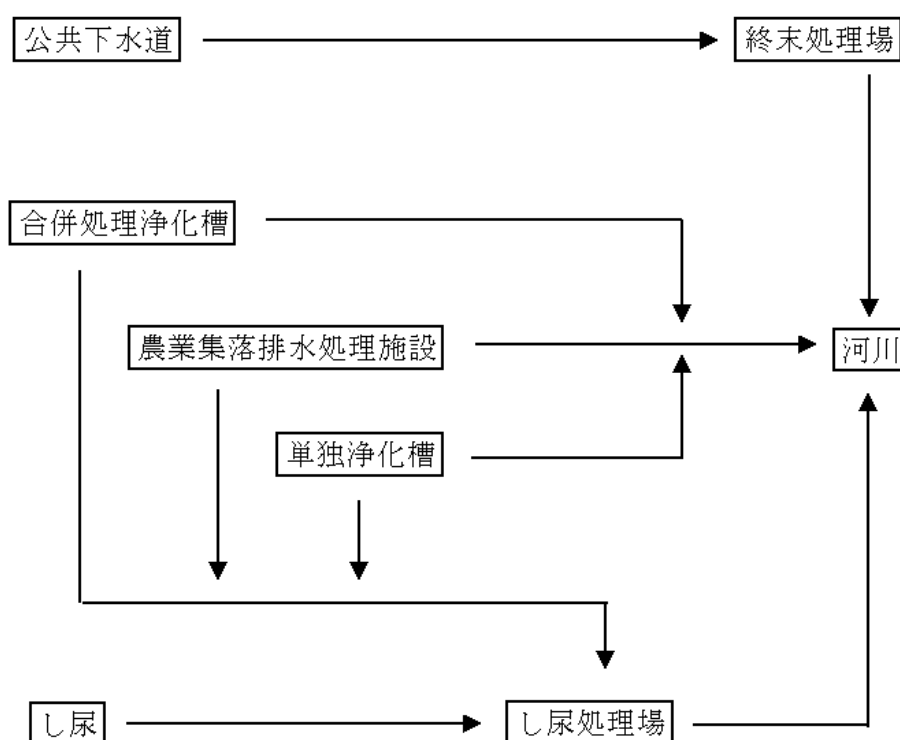 公共下水道
終末処理場
合併処理浄化槽
農業集落排水処理施設
河川
単独浄化槽
し尿
し尿処理場